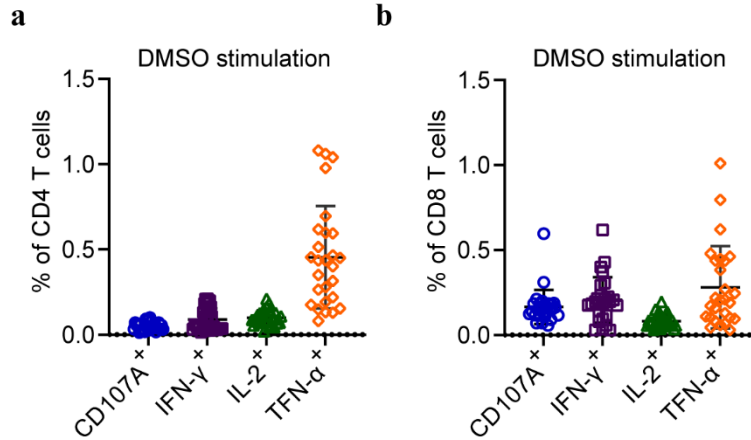 a
DMSO stimulation
% of CD4 T cells
1.5
1.0
0.5
0.0
CD107A+
IFN-γ+
IL-2+
TFN-α+
b
DMSO stimulation
% of CD8 T cells
1.5
1.0
0.5
0.0
CD107A+
IFN-γ+
IL-2+
TFN-α+